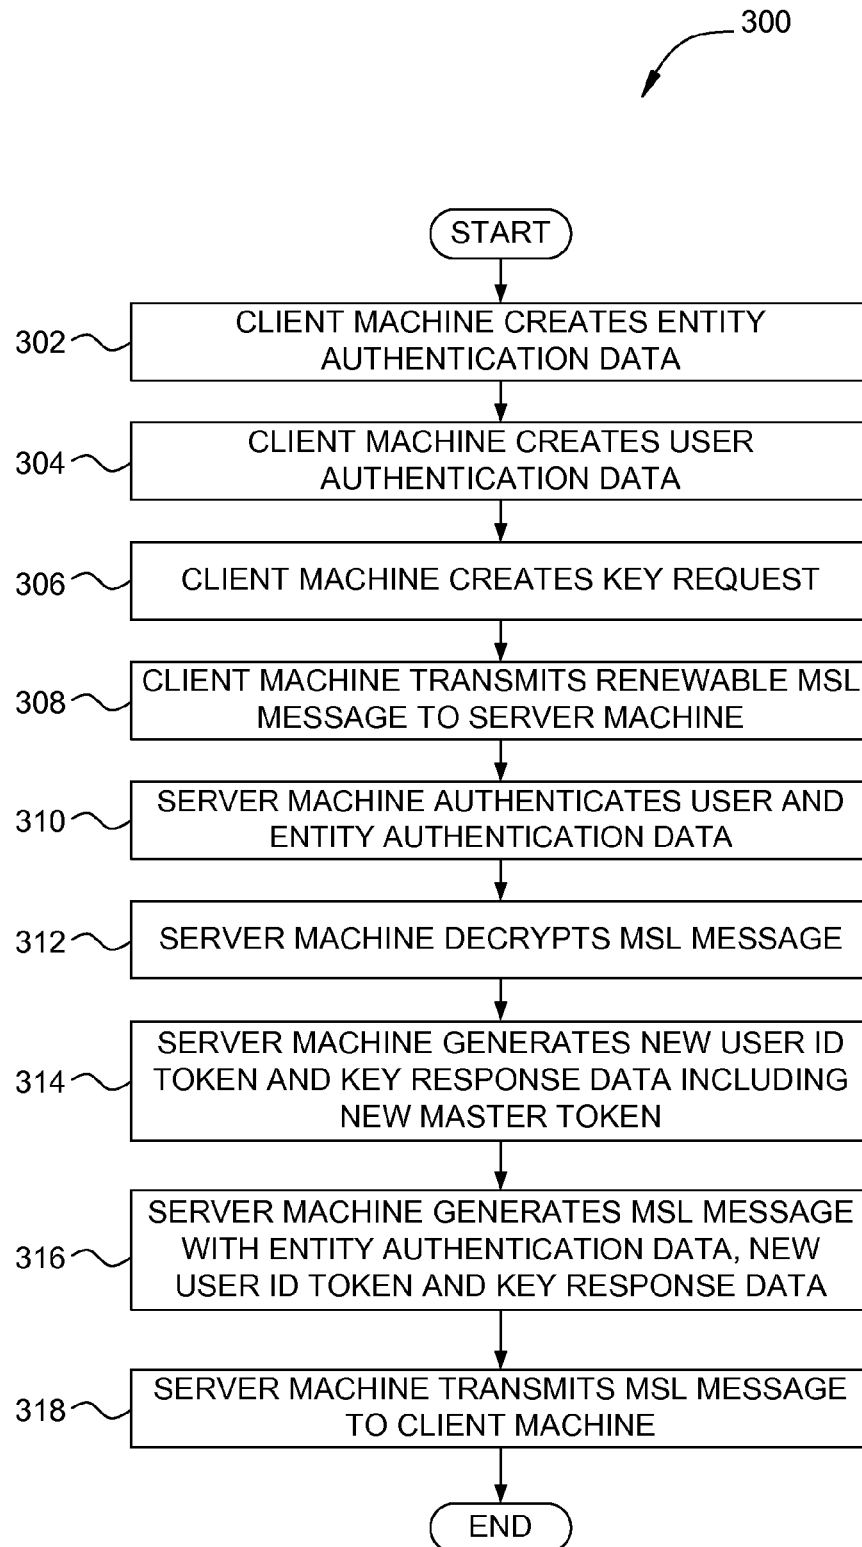 300
START
302
CLIENT MACHINE CREATES ENTITY
AUTHENTICATION DATA
304
CLIENT MACHINE CREATES USER
AUTHENTICATION DATA
306
CLIENT MACHINE CREATES KEY REQUEST
308
CLIENT MACHINE TRANSMITS RENEWABLE MSL
MESSAGE TO SERVER MACHINE
310
SERVER MACHINE AUTHENTICATES USER AND
ENTITY AUTHENTICATION DATA
312
SERVER MACHINE DECRYPTS MSL MESSAGE
314
SERVER MACHINE GENERATES NEW USER ID
TOKEN AND KEY RESPONSE DATA INCLUDING
NEW MASTER TOKEN
316
SERVER MACHINE GENERATES MSL MESSAGE
WITH ENTITY AUTHENTICATION DATA, NEW
USER ID TOKEN AND KEY RESPONSE DATA
318
SERVER MACHINE TRANSMITS MSL MESSAGE
TO CLIENT MACHINE
END